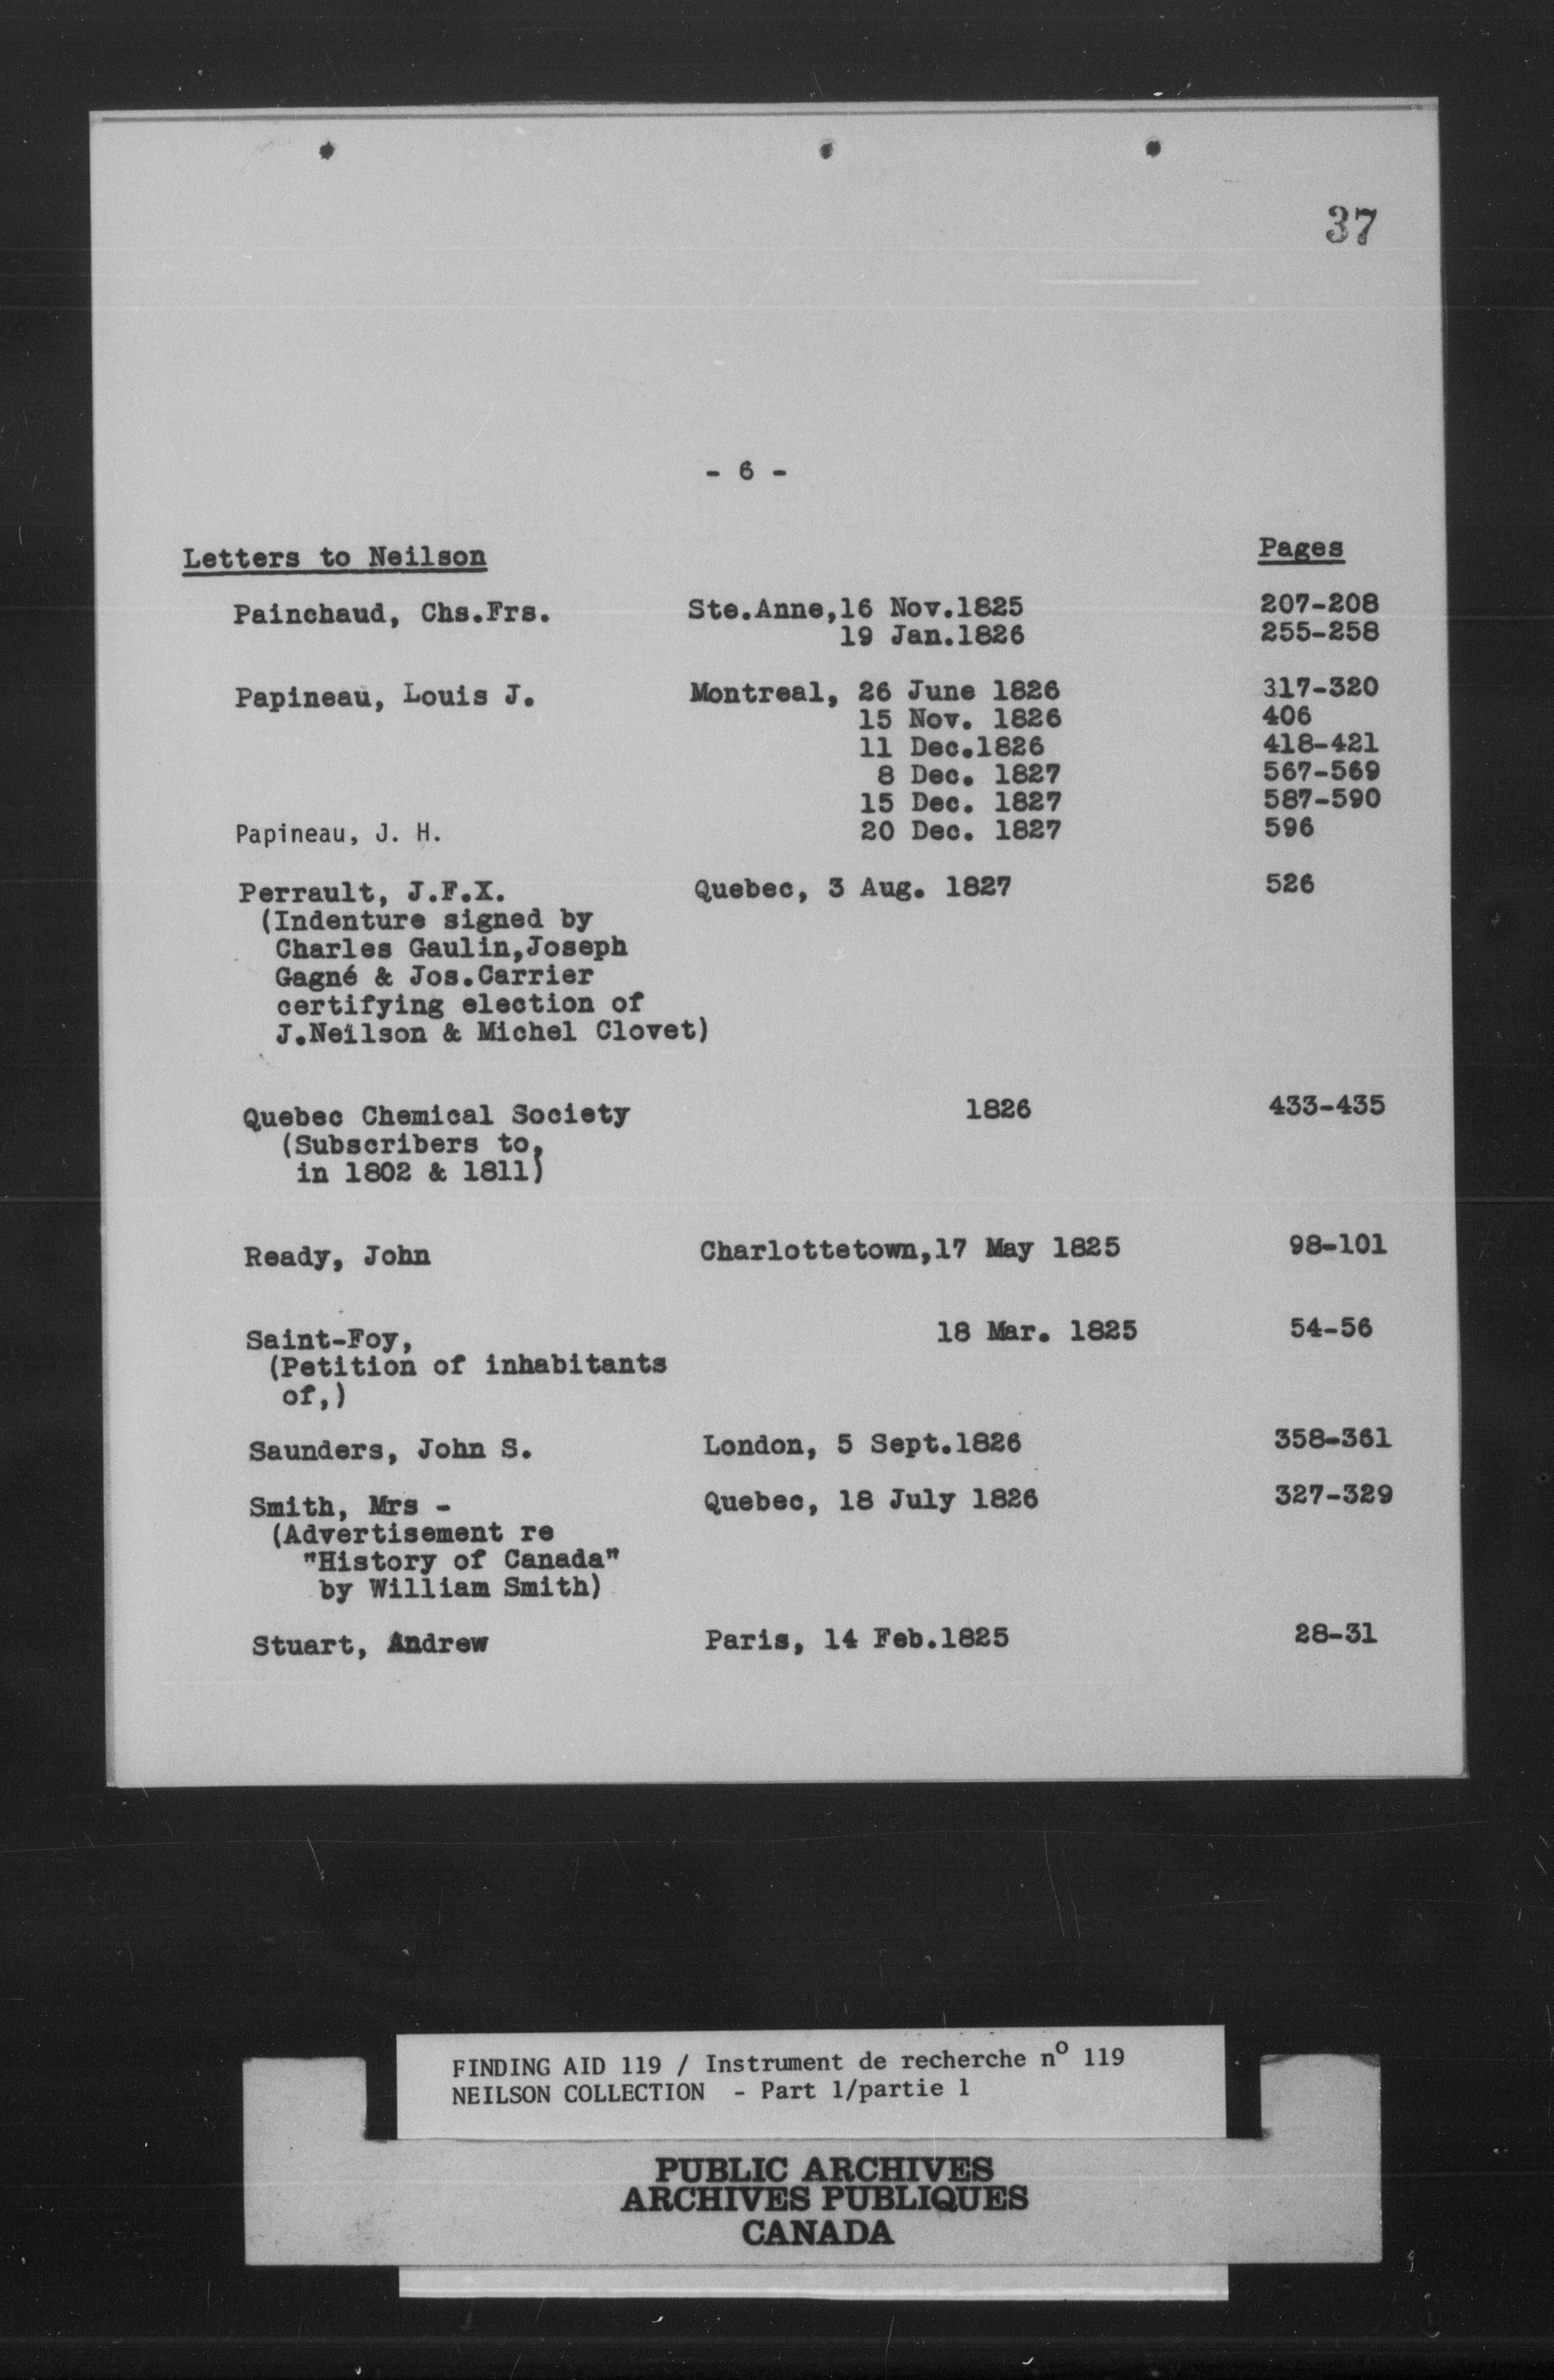 37
- 6 -
Letters to Neilson Pages
Painchaud, Chs.Frs. Ste.Anne,16 Nov.1825 207-208
19 Jan.1826 255-258
Papineau, Louis J. Montreal, 26 June 1826 317-320
15 Nov. 1826 406
11 Dec.1826 418-421
8 Dec. 1827 567-569
15 Dec. 1827 587-590
Papineau, J. H. 20 Dec. 1827 596
Perrault, J.F.X. Quebec, 3 Aug. 1827 526
(Indenture signed by
Charles Gaulin,Joseph
Gagné & Jos.Carrier
certifying election of
J.Neilson & Michel Clovet)
Quebec Chemical Society 1826 433-435
(Subscribers to,
in 1802 & 1811)
Ready, John Charlottetown,17 May 1825 98-101
Saint-Foy, 18 Mar. 1825 54-56
(Petition of inhabitants
of,)
Saunders, John S. London, 5 Sept.1826 358-361
Smith, Mrs - Quebec, 18 July 1826 327-329
(Advertisement re
"History of Canada"
by William Smith)
Stuart, Andrew Paris, 14 Feb.1825 28-31
FINDING AID 119 / Instrument de recherche nº 119
NEILSON COLLECTION - Part 1/partie 1
PUBLIC ARCHIVES
ARCHIVES PUBLIQUES
CANADA